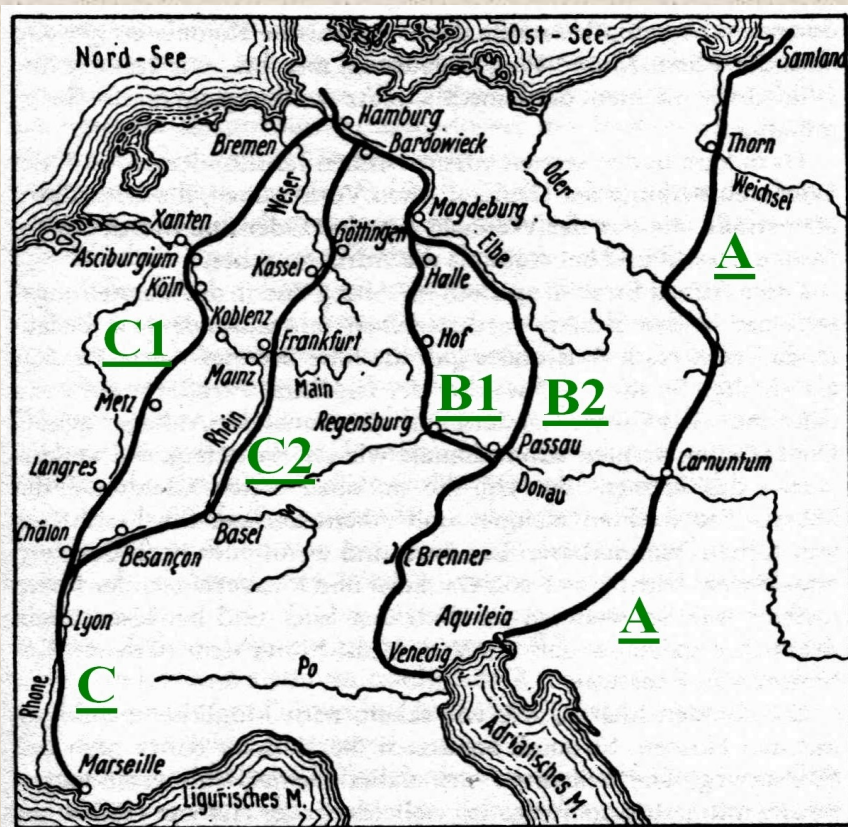 Nord-See
Ost-See
Samland
Hamburg
Bremen
Bardowieck
Thorn
Weser
Oder
Weichsel
Xanten
Magdeburg
Göttingen
A
Asciburgium
Elbe
Kassel
Halle
Köln
Koblenz
C1
Frankfurt
Hof
Mainz
Main
B1
B2
Metz
Rhein
Regensburg
Passau
C2
Langres
Carnuntum
Donau
Châlon
Basel
Besançon
Brenner
Lyon
Aquileia
A
Venedig
Po
C
Rhone
Adriatisches M.
Marseille
Ligurisches M.